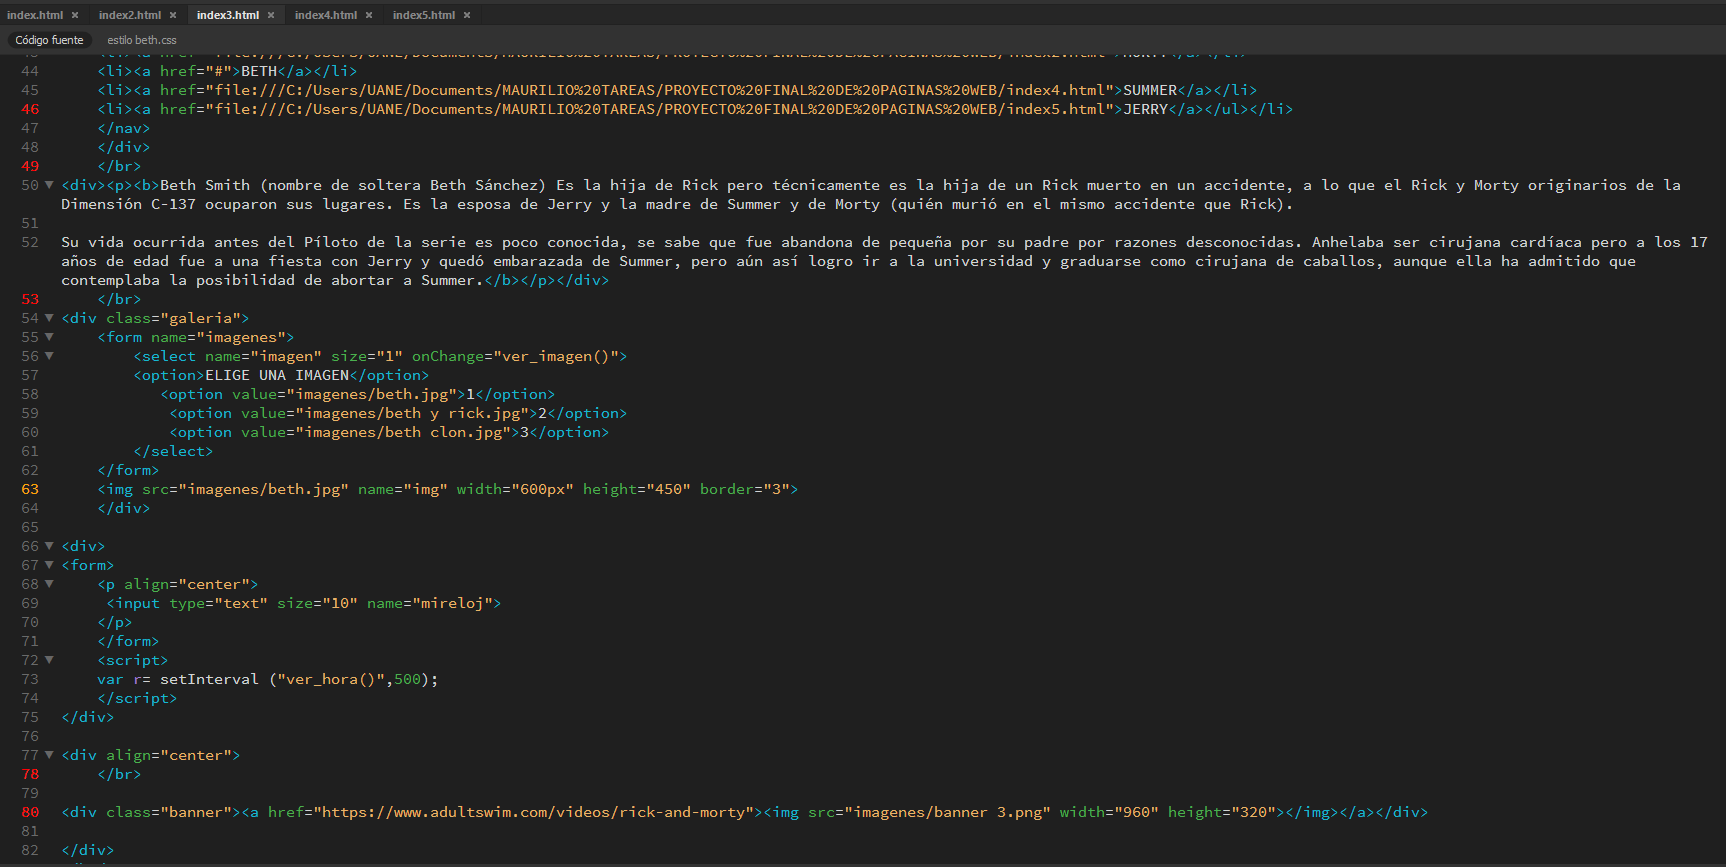 index.html × index2.html × index3.html × index4.html × index5.html ×
Código fuente estilo beth.css
44 <li><a href="#">BETH</a></li>
45 <li><a href="file:///C:/Users/UANE/Documents/MAURILIO%20TAREAS/PROYECTO%20FINAL%20DE%20PAGINAS%20WEB/index4.html">SUMMER</a></li>
46 <li><a href="file:///C:/Users/UANE/Documents/MAURILIO%20TAREAS/PROYECTO%20FINAL%20DE%20PAGINAS%20WEB/index5.html">JERRY</a></ul></li>
47 </nav>
48 </div>
49 </br>
50 <div><p><b>Beth Smith (nombre de soltera Beth Sánchez) Es la hija de Rick pero técnicamente es la hija de un Rick muerto en un accidente, a lo que el Rick y Morty originarios de la
Dimensión C-137 ocuparon sus lugares. Es la esposa de Jerry y la madre de Summer y de Morty (quién murió en el mismo accidente que Rick).
51
52 Su vida ocurrida antes del Píloto de la serie es poco conocida, se sabe que fue abandona de pequeña por su padre por razones desconocidas. Anhelaba ser cirujana cardíaca pero a los 17
años de edad fue a una fiesta con Jerry y quedó embarazada de Summer, pero aún así logro ir a la universidad y graduarse como cirujana de caballos, aunque ella ha admitido que
contemplaba la posibilidad de abortar a Summer.</b></p></div>
53 </br>
54 <div class="galeria">
55 <form name="imagenes">
56 <select name="imagen" size="1" onChange="ver_imagen()">
57 <option>ELIGE UNA IMAGEN</option>
58 <option value="imagenes/beth.jpg">1</option>
59 <option value="imagenes/beth y rick.jpg">2</option>
60 <option value="imagenes/beth clon.jpg">3</option>
61 </select>
62 </form>
63 <img src="imagenes/beth.jpg" name="img" width="600px" height="450" border="3">
64 </div>
65
66 <div>
67 <form>
68 <p align="center">
69 <input type="text" size="10" name="mireloj">
70 </p>
71 </form>
72 <script>
73 var r= setInterval ("ver_hora()",500);
74 </script>
75 </div>
76
77 <div align="center">
78 </br>
79
80 <div class="banner"><a href="https://www.adultswim.com/videos/rick-and-morty"><img src="imagenes/banner 3.png" width="960" height="320"></img></a></div>
81
82 </div>